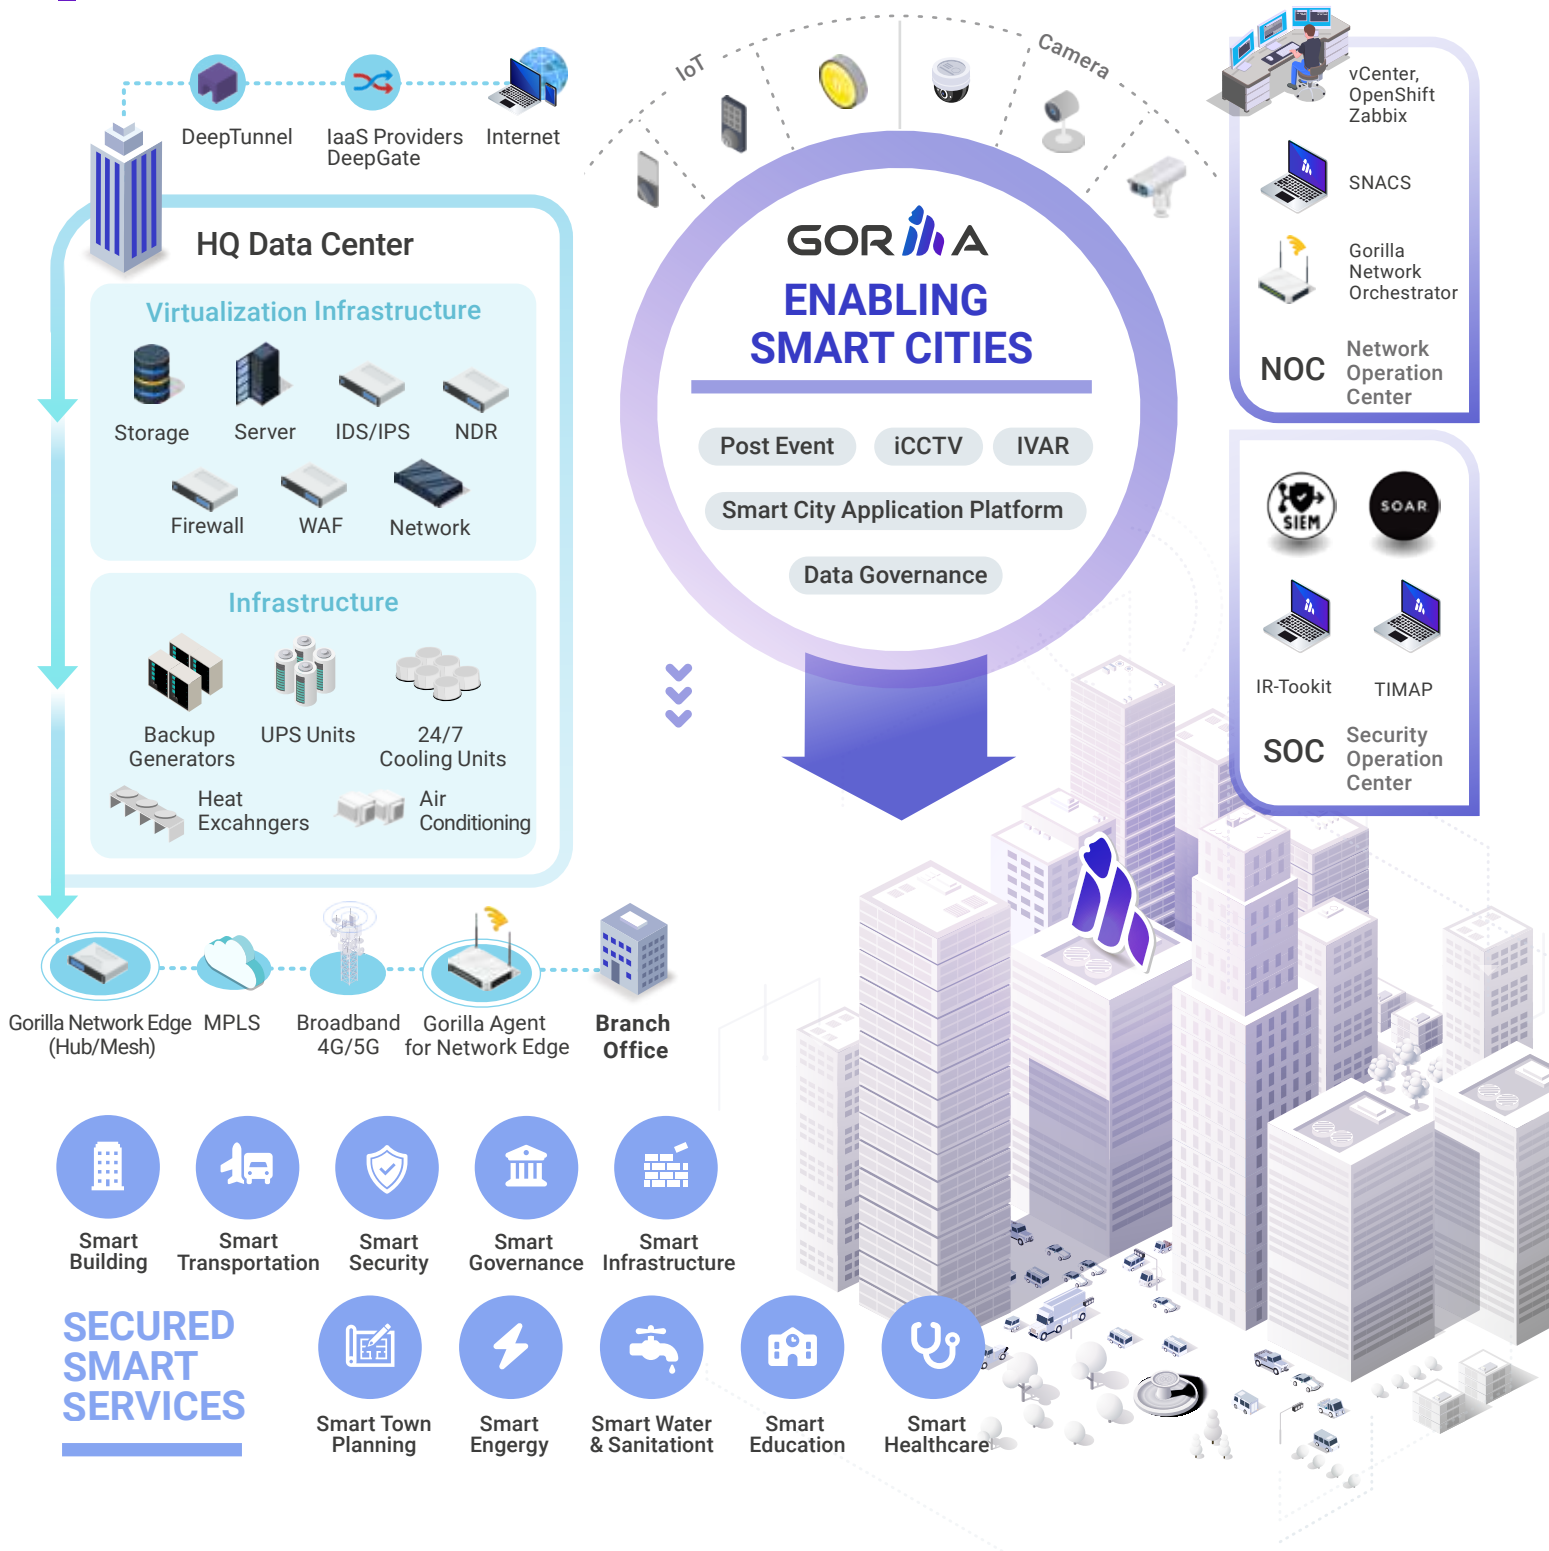 DeepTunnel
IaaS Providers
DeepGate
Internet
HQ Data Center
Virtualization Infrastructure
Storage
Server
IDS/IPS
NDR
Firewall
WAF
Network
Infrastructure
Backup
Generators
UPS Units
24/7
Cooling Units
Heat
Excahngers
Air
Conditioning
Gorilla Network Edge
(Hub/Mesh)
MPLS
Broadband
4G/5G
Gorilla Agent
for Network Edge
Branch
Office
IoT
Camera
GORILLA
ENABLING
SMART CITIES
Post Event
iCCTV
IVAR
Smart City Application Platform
Data Governance
vCenter,
OpenShift
Zabbix
SNACS
Gorilla
Network
Orchestrator
NOC
Network
Operation
Center
SIEM
SOAR
IR-Tookit
TIMAP
SOC
Security
Operation
Center
Smart
Building
Smart
Transportation
Smart
Security
Smart
Governance
Smart
Infrastructure
SECURED
SMART
SERVICES
Smart Town
Planning
Smart
Engergy
Smart Water
& Sanitationt
Smart
Education
Smart
Healthcare